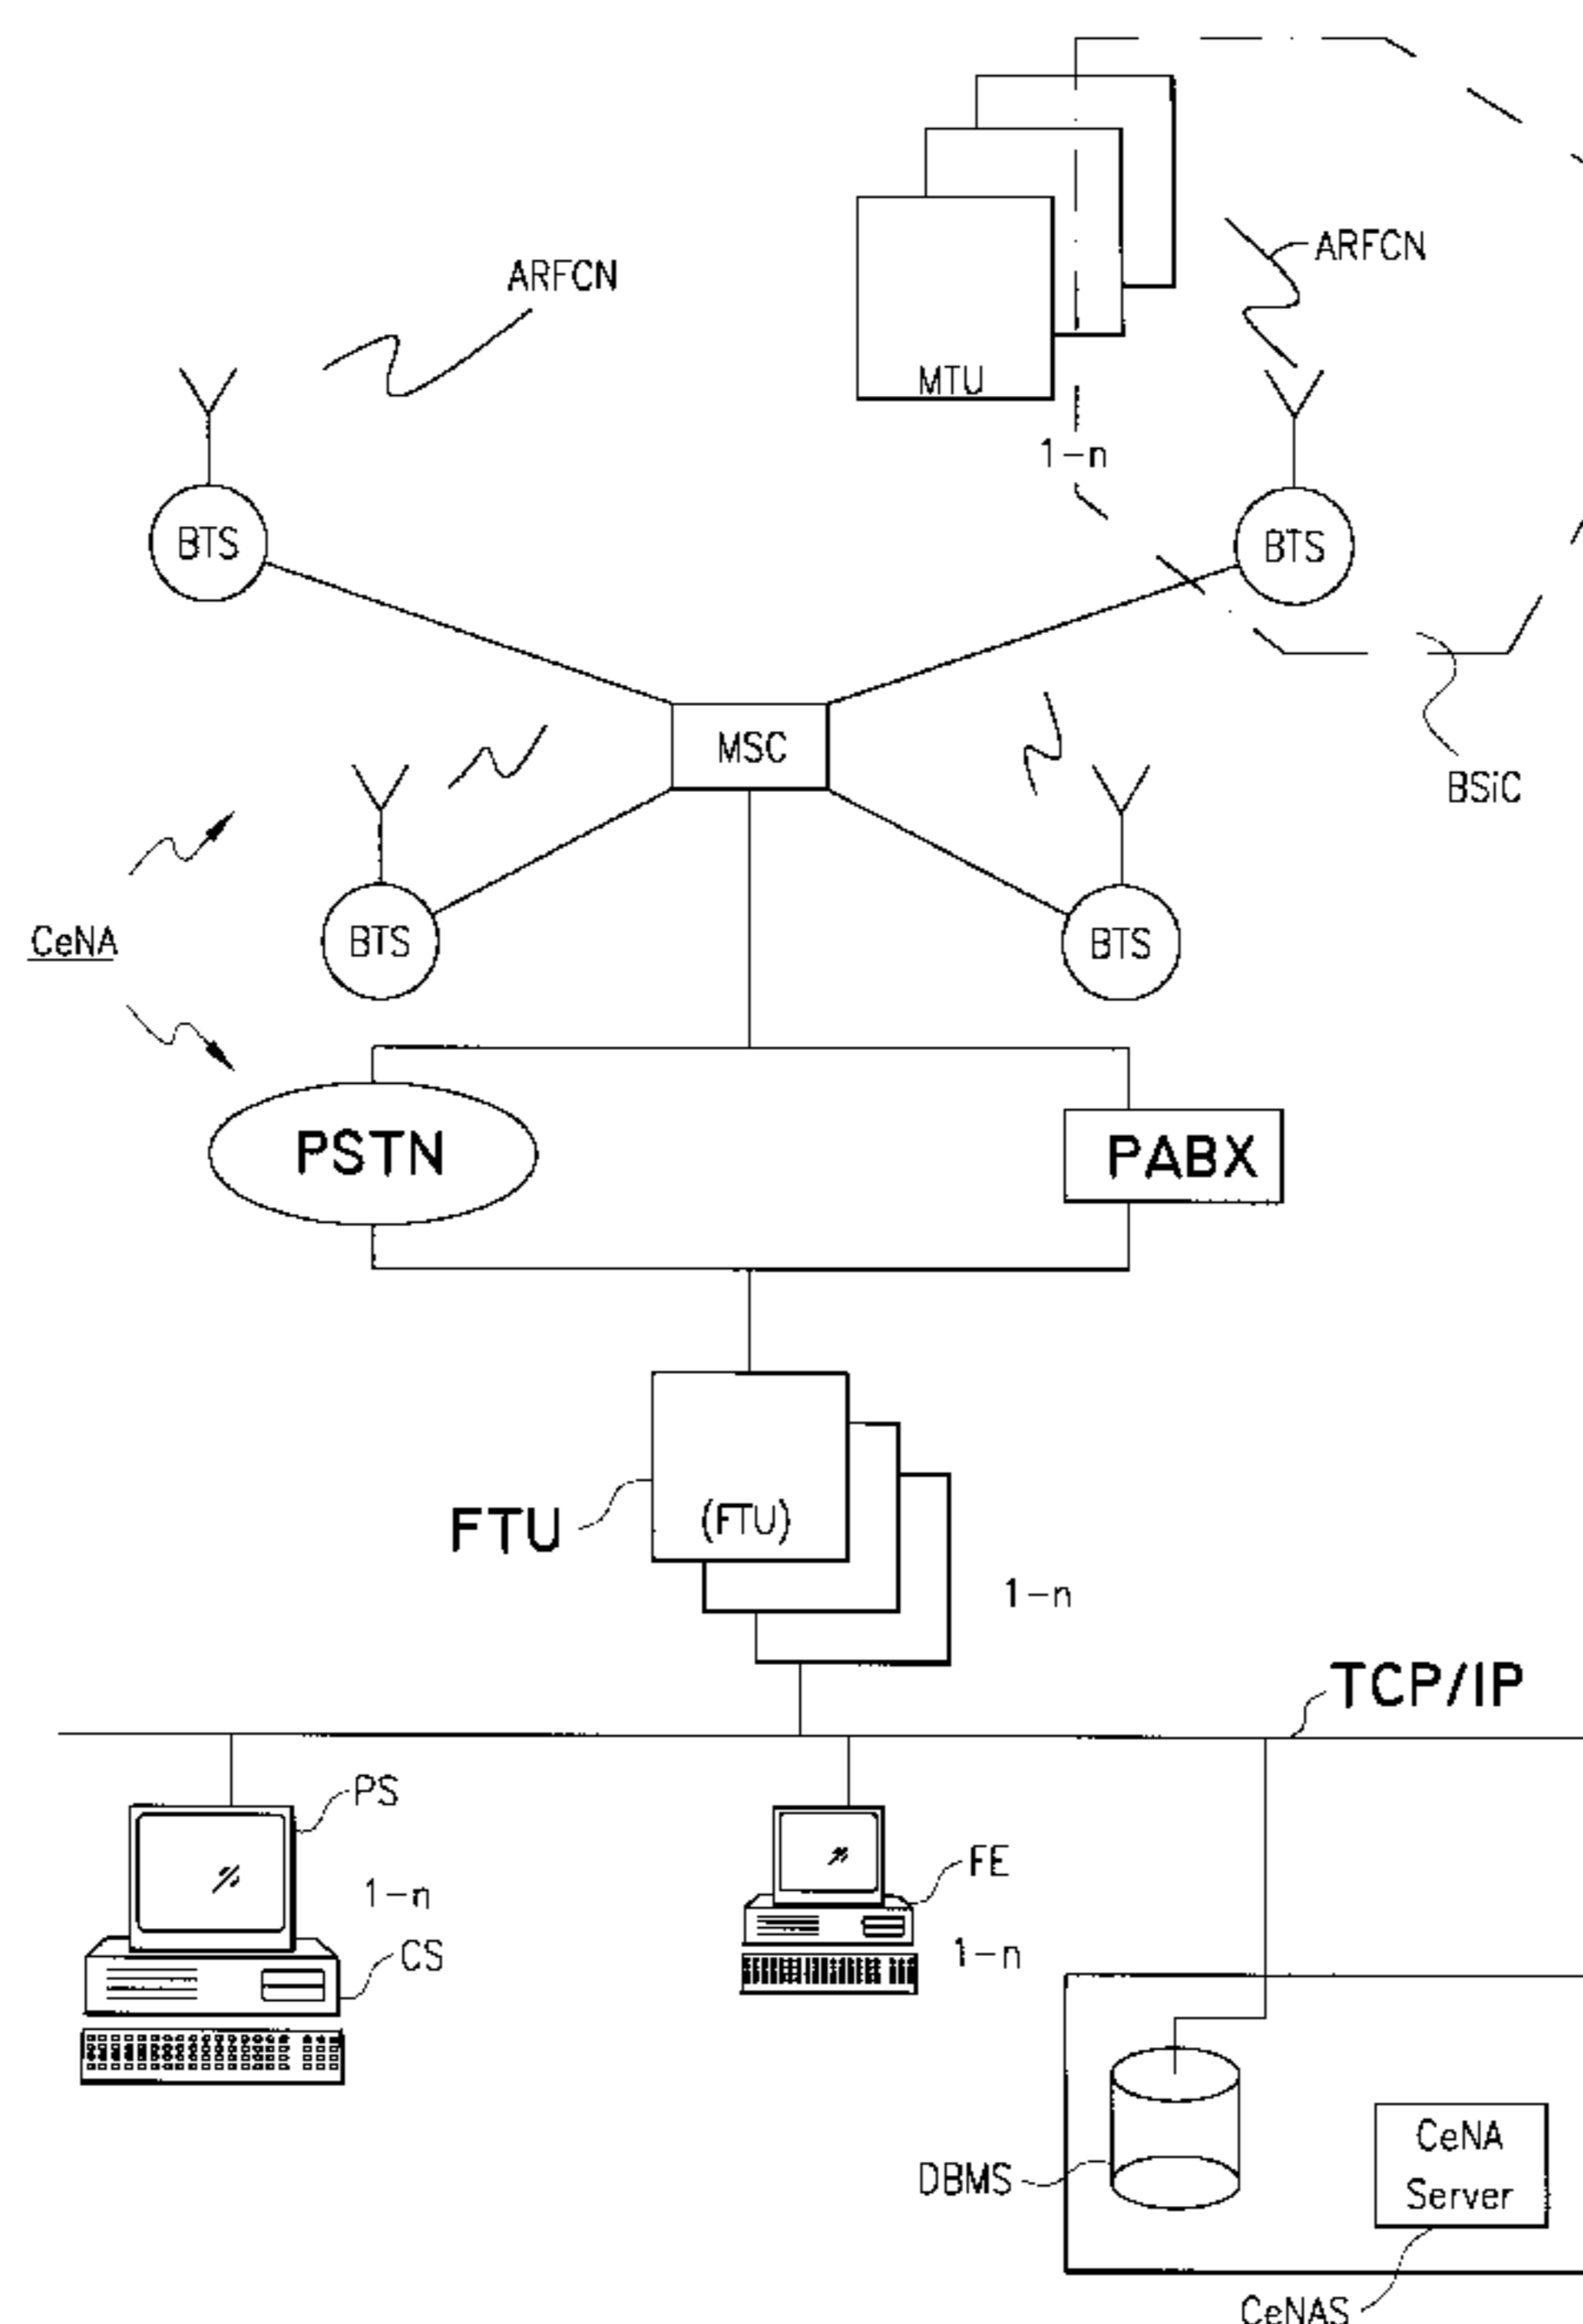 ARFCN
ARFCN
MTU
1-n
BTS
BTS
MSC
BSiC
CeNA
BTS
BTS
PSTN
PABX
FTU
(FTU)
1-n
TCP/IP
PS
1-n
FE
CS
1-n
DBMS
CeNA
Server
CeNAS